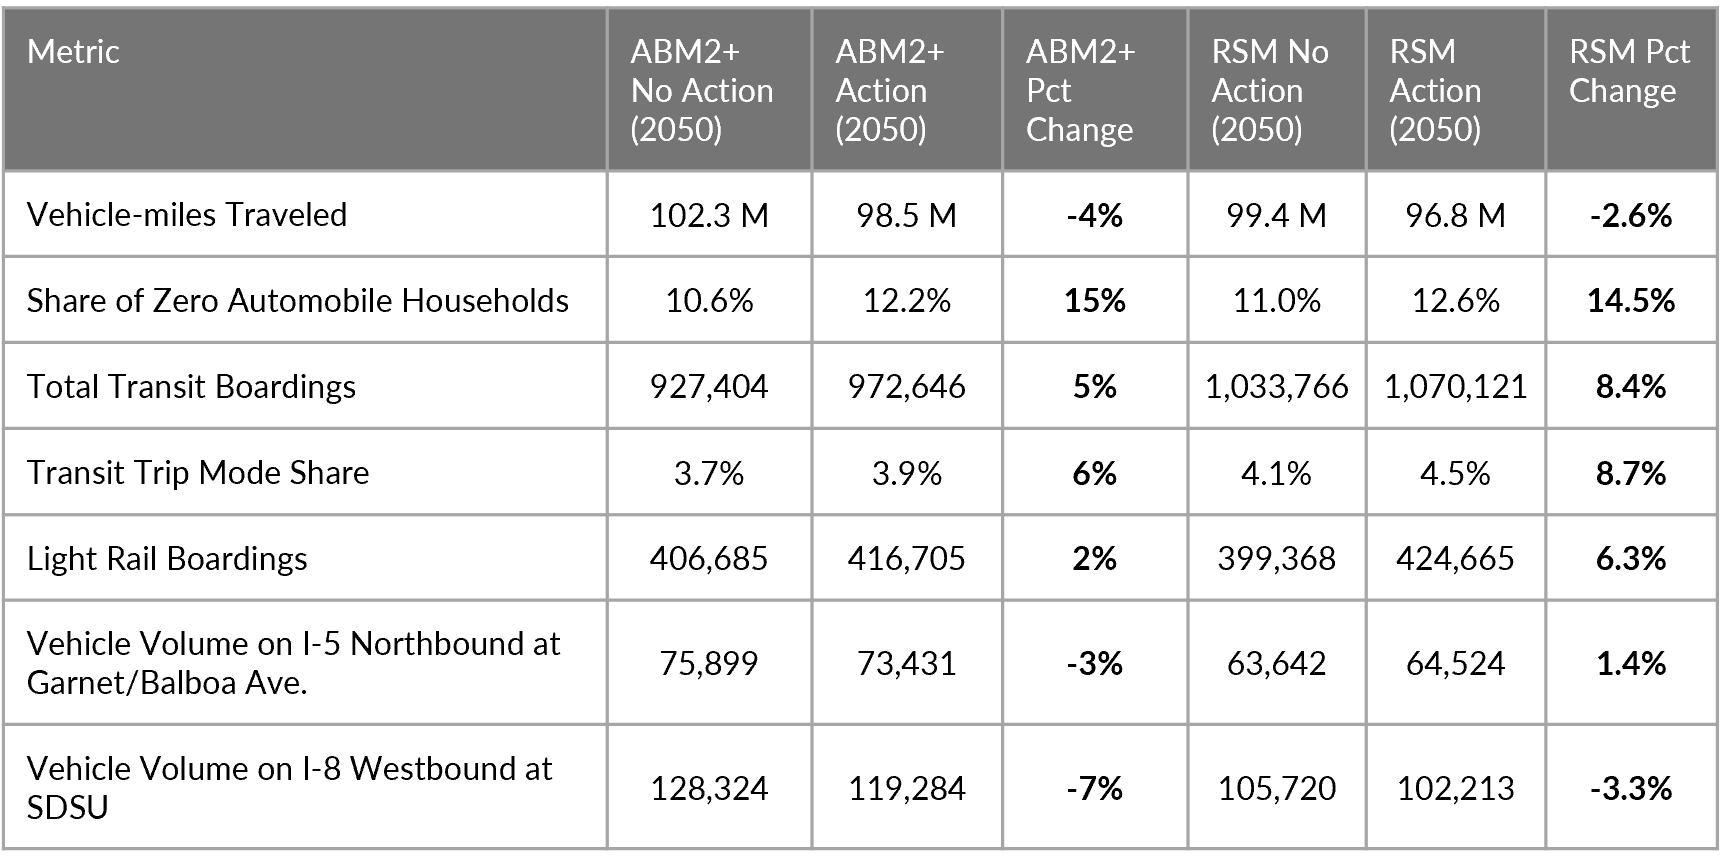 Metric
ABM2+
No Action
(2050)
ABM2+
Action
(2050)
ABM2+
Pct
Change
RSM No
Action
(2050)
RSM
Action
(2050)
RSM Pct
Change
Vehicle-miles Traveled
102.3 M
98.5 M
-4%
99.4 M
96.8 M
-2.6%
Share of Zero Automobile Households
10.6%
12.2%
15%
11.0%
12.6%
14.5%
Total Transit Boardings
927,404
972,646
5%
1,033,766
1,070,121
8.4%
Transit Trip Mode Share
3.7%
3.9%
6%
4.1%
4.5%
8.7%
Light Rail Boardings
406,685
416,705
2%
399,368
424,665
6.3%
Vehicle Volume on I-5 Northbound at
Garnet/Balboa Ave.
75,899
73,431
-3%
63,642
64,524
1.4%
Vehicle Volume on I-8 Westbound at
SDSU
128,324
119,284
-7%
105,720
102,213
-3.3%